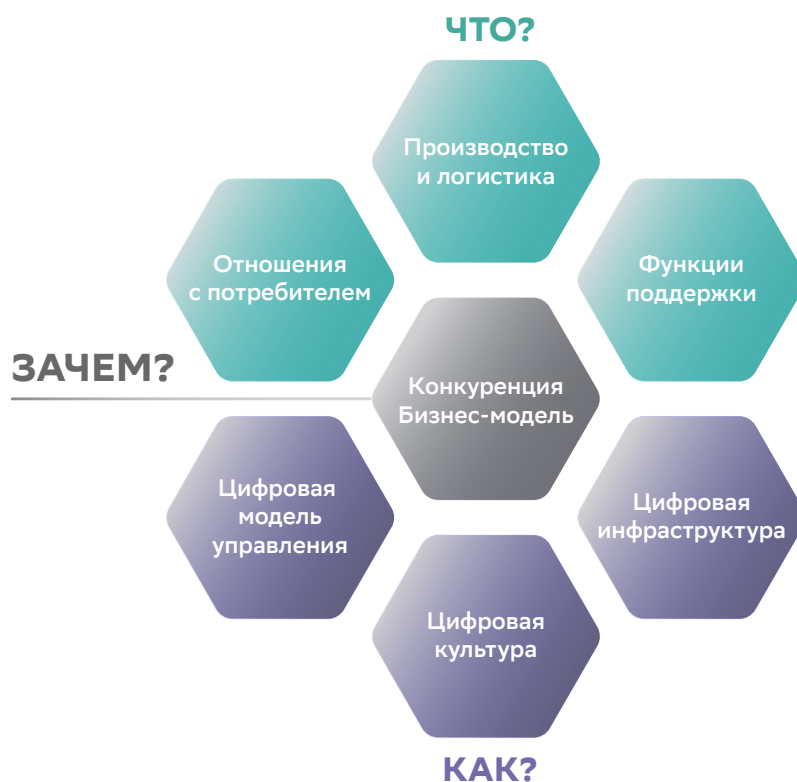 ЧТО?
Производство
и логистика
Отношения
с потребителем
Функции
поддержки
ЗАЧЕМ?
Конкуренция
Бизнес-модель
Цифровая
модель
управления
Цифровая
инфраструктура
Цифровая
культура
КАК?